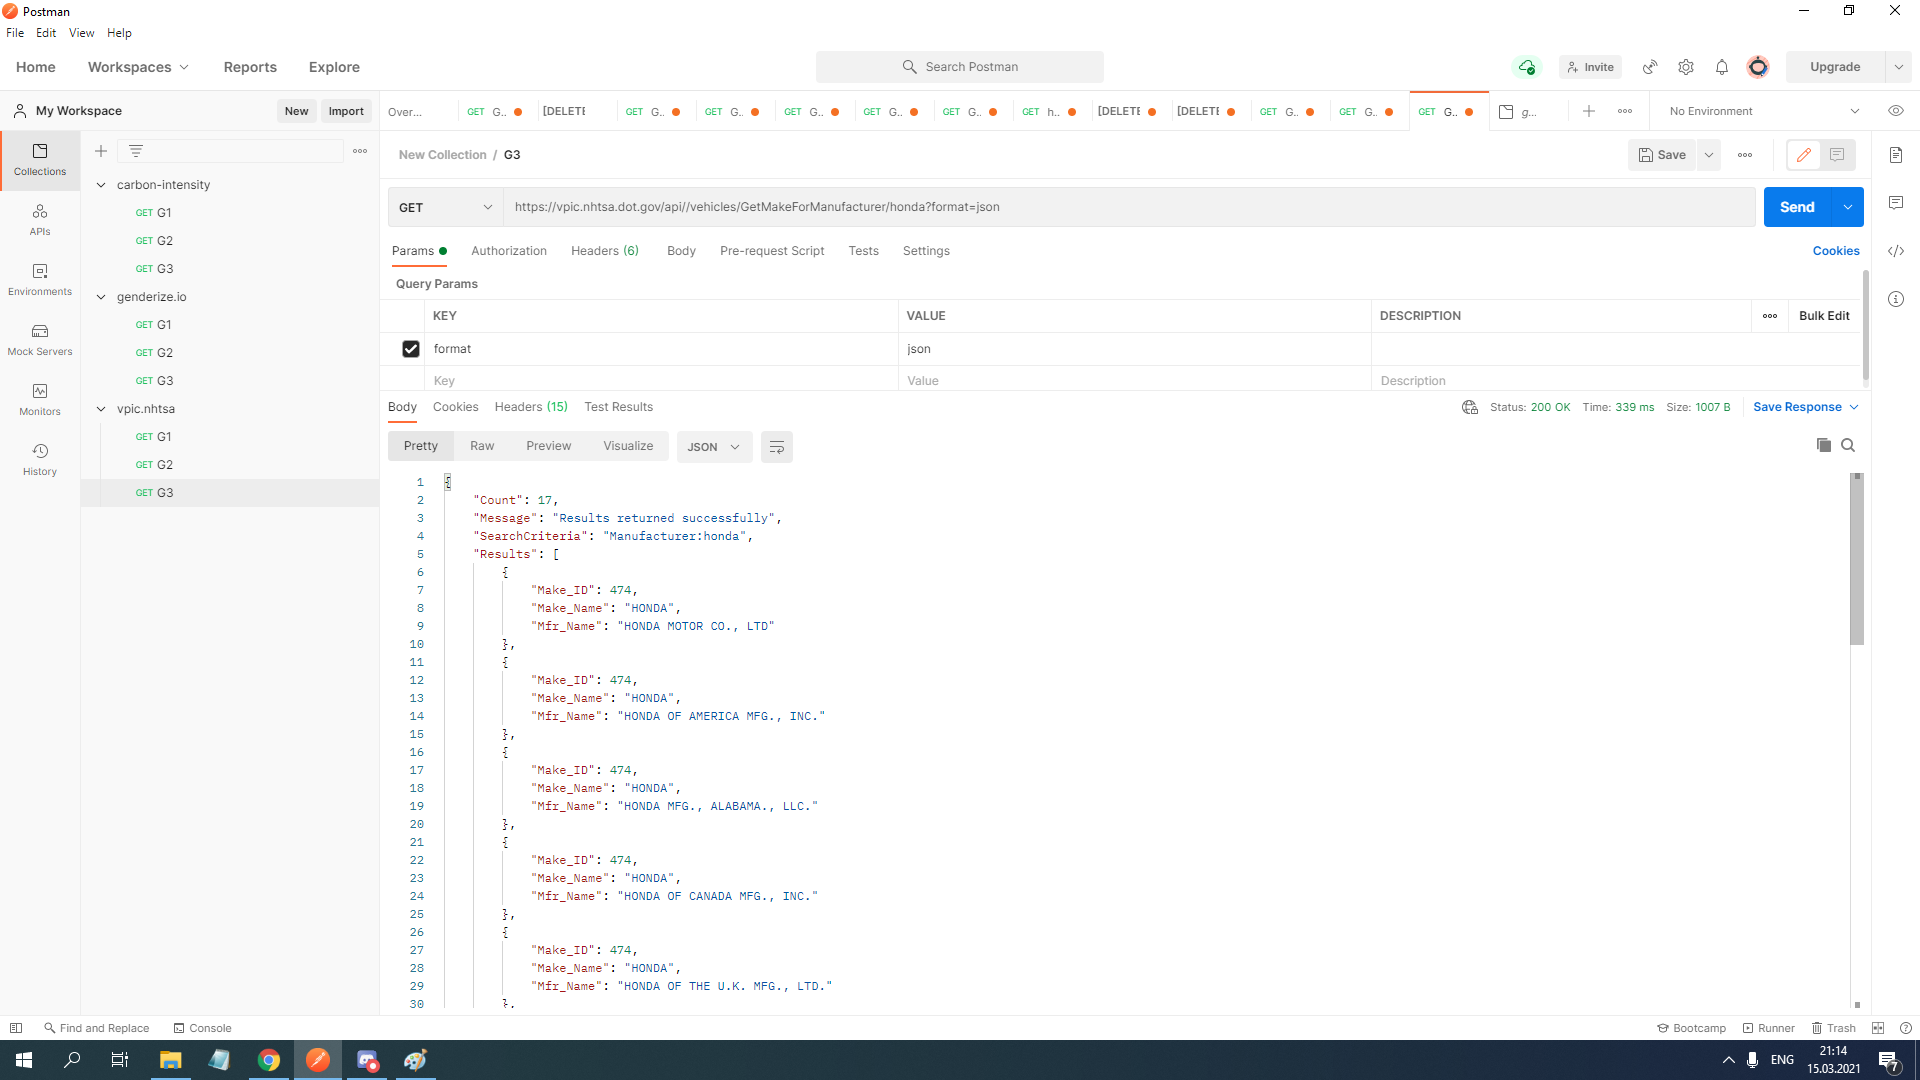 Postman
File Edit View Help
Home Workspaces Reports Explore
Search Postman
Invite
Upgrade
My Workspace
New Import
Over...
GET G..
[DELETE
GET G..
GET G..
GET G..
GET G..
GET G..
GET h..
[DELETE
[DELETE
GET G..
GET G..
GET G..
g...
No Environment
Collections
APIs
Environments
Mock Servers
Monitors
History
carbon-intensity
GET G1
GET G2
GET G3
genderize.io
GET G1
GET G2
GET G3
vpic.nhtsa
GET G1
GET G2
GET G3
New Collection / G3
Save
GET https://vpic.nhtsa.dot.gov/api//vehicles/GetMakeForManufacturer/honda?format=json
Send
Params Authorization Headers (6) Body Pre-request Script Tests Settings
Cookies
Query Params
KEY VALUE DESCRIPTION
Bulk Edit
format json
Key Value Description
Body Cookies Headers (15) Test Results
Status: 200 OK Time: 339 ms Size: 1007 B
Save Response
Pretty Raw Preview Visualize JSON
1 {
2 "Count": 17,
3 "Message": "Results returned successfully",
4 "SearchCriteria": "Manufacturer:honda",
5 "Results": [
6 {
7 "Make_ID": 474,
8 "Make_Name": "HONDA",
9 "Mfr_Name": "HONDA MOTOR CO., LTD"
10 },
11 {
12 "Make_ID": 474,
13 "Make_Name": "HONDA",
14 "Mfr_Name": "HONDA OF AMERICA MFG., INC."
15 },
16 {
17 "Make_ID": 474,
18 "Make_Name": "HONDA",
19 "Mfr_Name": "HONDA MFG., ALABAMA., LLC."
20 },
21 {
22 "Make_ID": 474,
23 "Make_Name": "HONDA",
24 "Mfr_Name": "HONDA OF CANADA MFG., INC."
25 },
26 {
27 "Make_ID": 474,
28 "Make_Name": "HONDA",
29 "Mfr_Name": "HONDA OF THE U.K. MFG., LTD."
30 },
Find and Replace Console
Bootcamp Runner Trash
ENG
21:14
15.03.2021
7